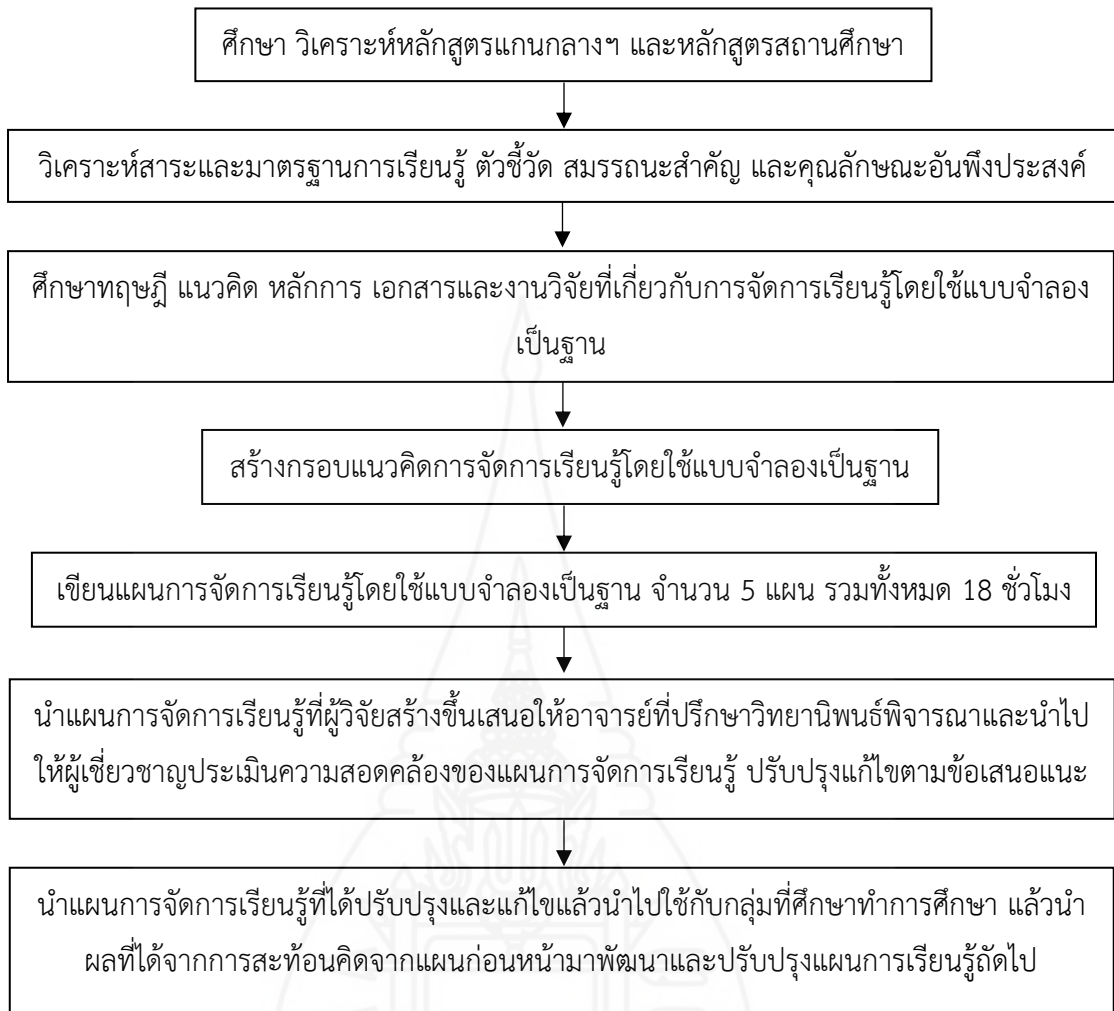 ศึกษา วิเคราะห์หลักสูตรแกนกลางฯ และหลักสูตรสถานศึกษา
วิเคราะห์สาระและมาตรฐานการเรียนรู้ ตัวชี้วัด สมรรถนะสำคัญ และคุณลักษณะอันพึงประสงค์
ศึกษาทฤษฎี แนวคิด หลักการ เอกสารและงานวิจัยที่เกี่ยวกับการจัดการเรียนรู้โดยใช้แบบจำลอง
เป็นฐาน
สร้างกรอบแนวคิดการจัดการเรียนรู้โดยใช้แบบจำลองเป็นฐาน
เขียนแผนการจัดการเรียนรู้โดยใช้แบบจำลองเป็นฐาน จำนวน 5 แผน รวมทั้งหมด 18 ชั่วโมง
นำแผนการจัดการเรียนรู้ที่ผู้วิจัยสร้างขึ้นเสนอให้อาจารย์ที่ปรึกษาวิทยานิพนธ์พิจารณาและนำไป
ให้ผู้เชี่ยวชาญประเมินความสอดคล้องของแผนการจัดการเรียนรู้ ปรับปรุงแก้ไขตามข้อเสนอแนะ
นำแผนการจัดการเรียนรู้ที่ได้ปรับปรุงและแก้ไขแล้วนำไปใช้กับกลุ่มที่ศึกษาทำการศึกษา แล้วนำ
ผลที่ได้จากการสะท้อนคิดจากแผนก่อนหน้ามาพัฒนาและปรับปรุงแผนการเรียนรู้ถัดไป